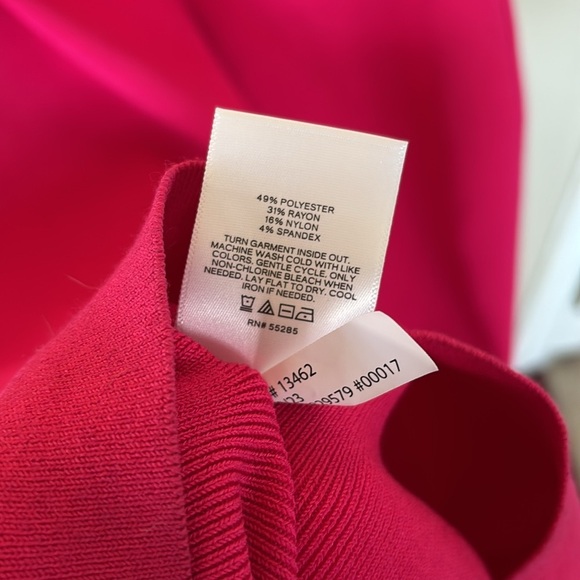 49% POLYESTER
31% RAYON
16% NYLON
4% SPANDEX
TURN GARMENT INSIDE OUT.
MACHINE WASH COLD WITH LIKE
COLORS. GENTLE CYCLE. ONLY
NON-CHLORINE BLEACH WHEN
NEEDED. LAY FLAT TO DRY. COOL
IRON IF NEEDED.
RN# 55285
# 13462
9579 #00017